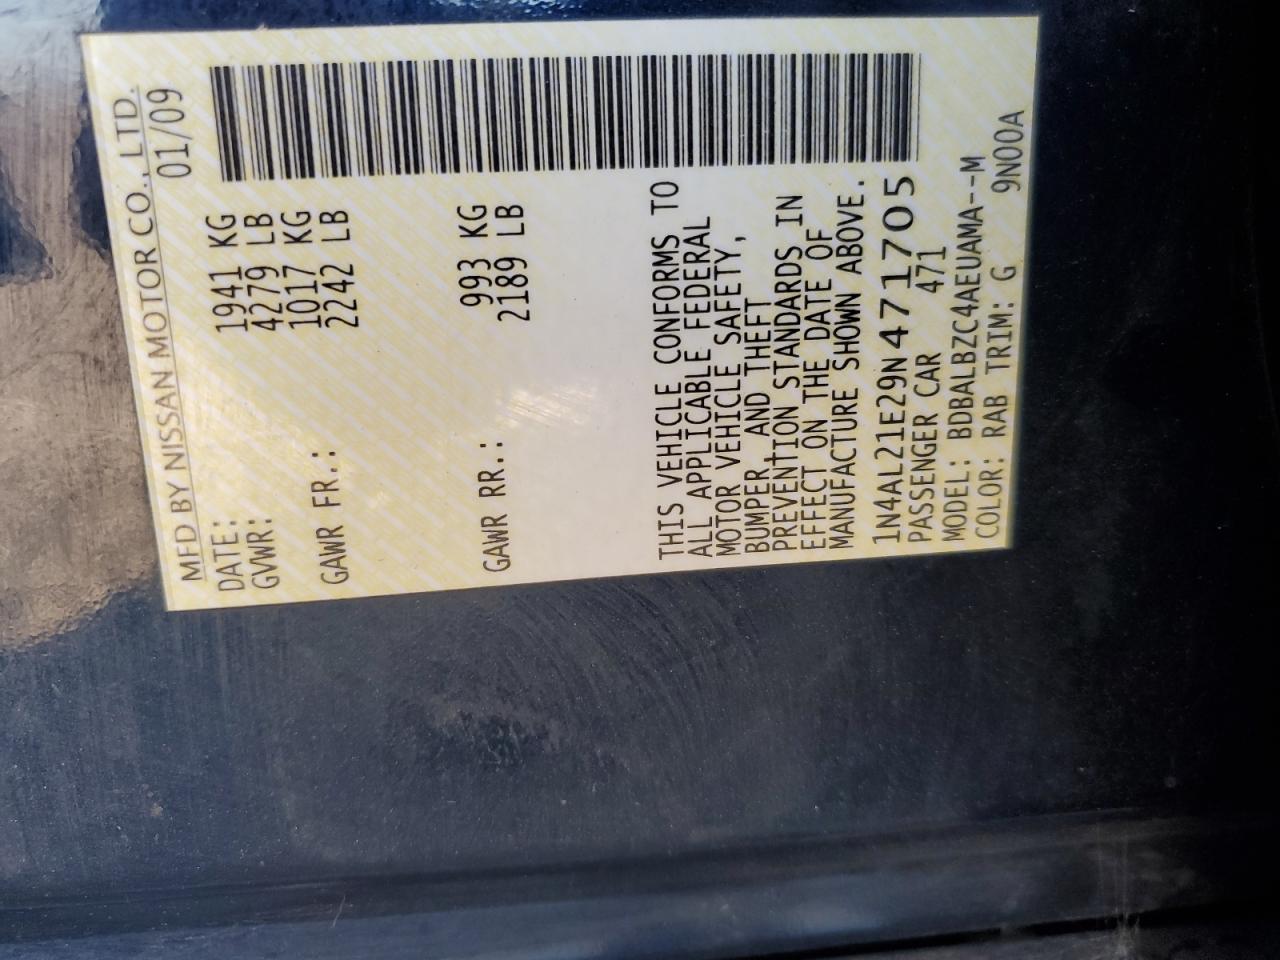 MFD BY NISSAN MOTOR CO., LTD.
DATE: 01/09
GVWR: 1941 KG
4279 LB
GAWR FR.: 1017 KG
2242 LB
GAWR RR.: 993 KG
2189 LB
THIS VEHICLE CONFORMS TO
ALL APPLICABLE FEDERAL
MOTOR VEHICLE SAFETY,
BUMPER, AND THEFT
PREVENTION STANDARDS IN
EFFECT ON THE DATE OF
MANUFACTURE SHOWN ABOVE.
1N4AL21E29N471705
PASSENGER CAR 471
MODEL: BDBALBZC4AEUAMA--M
COLOR: RAB TRIM: G 9N00A